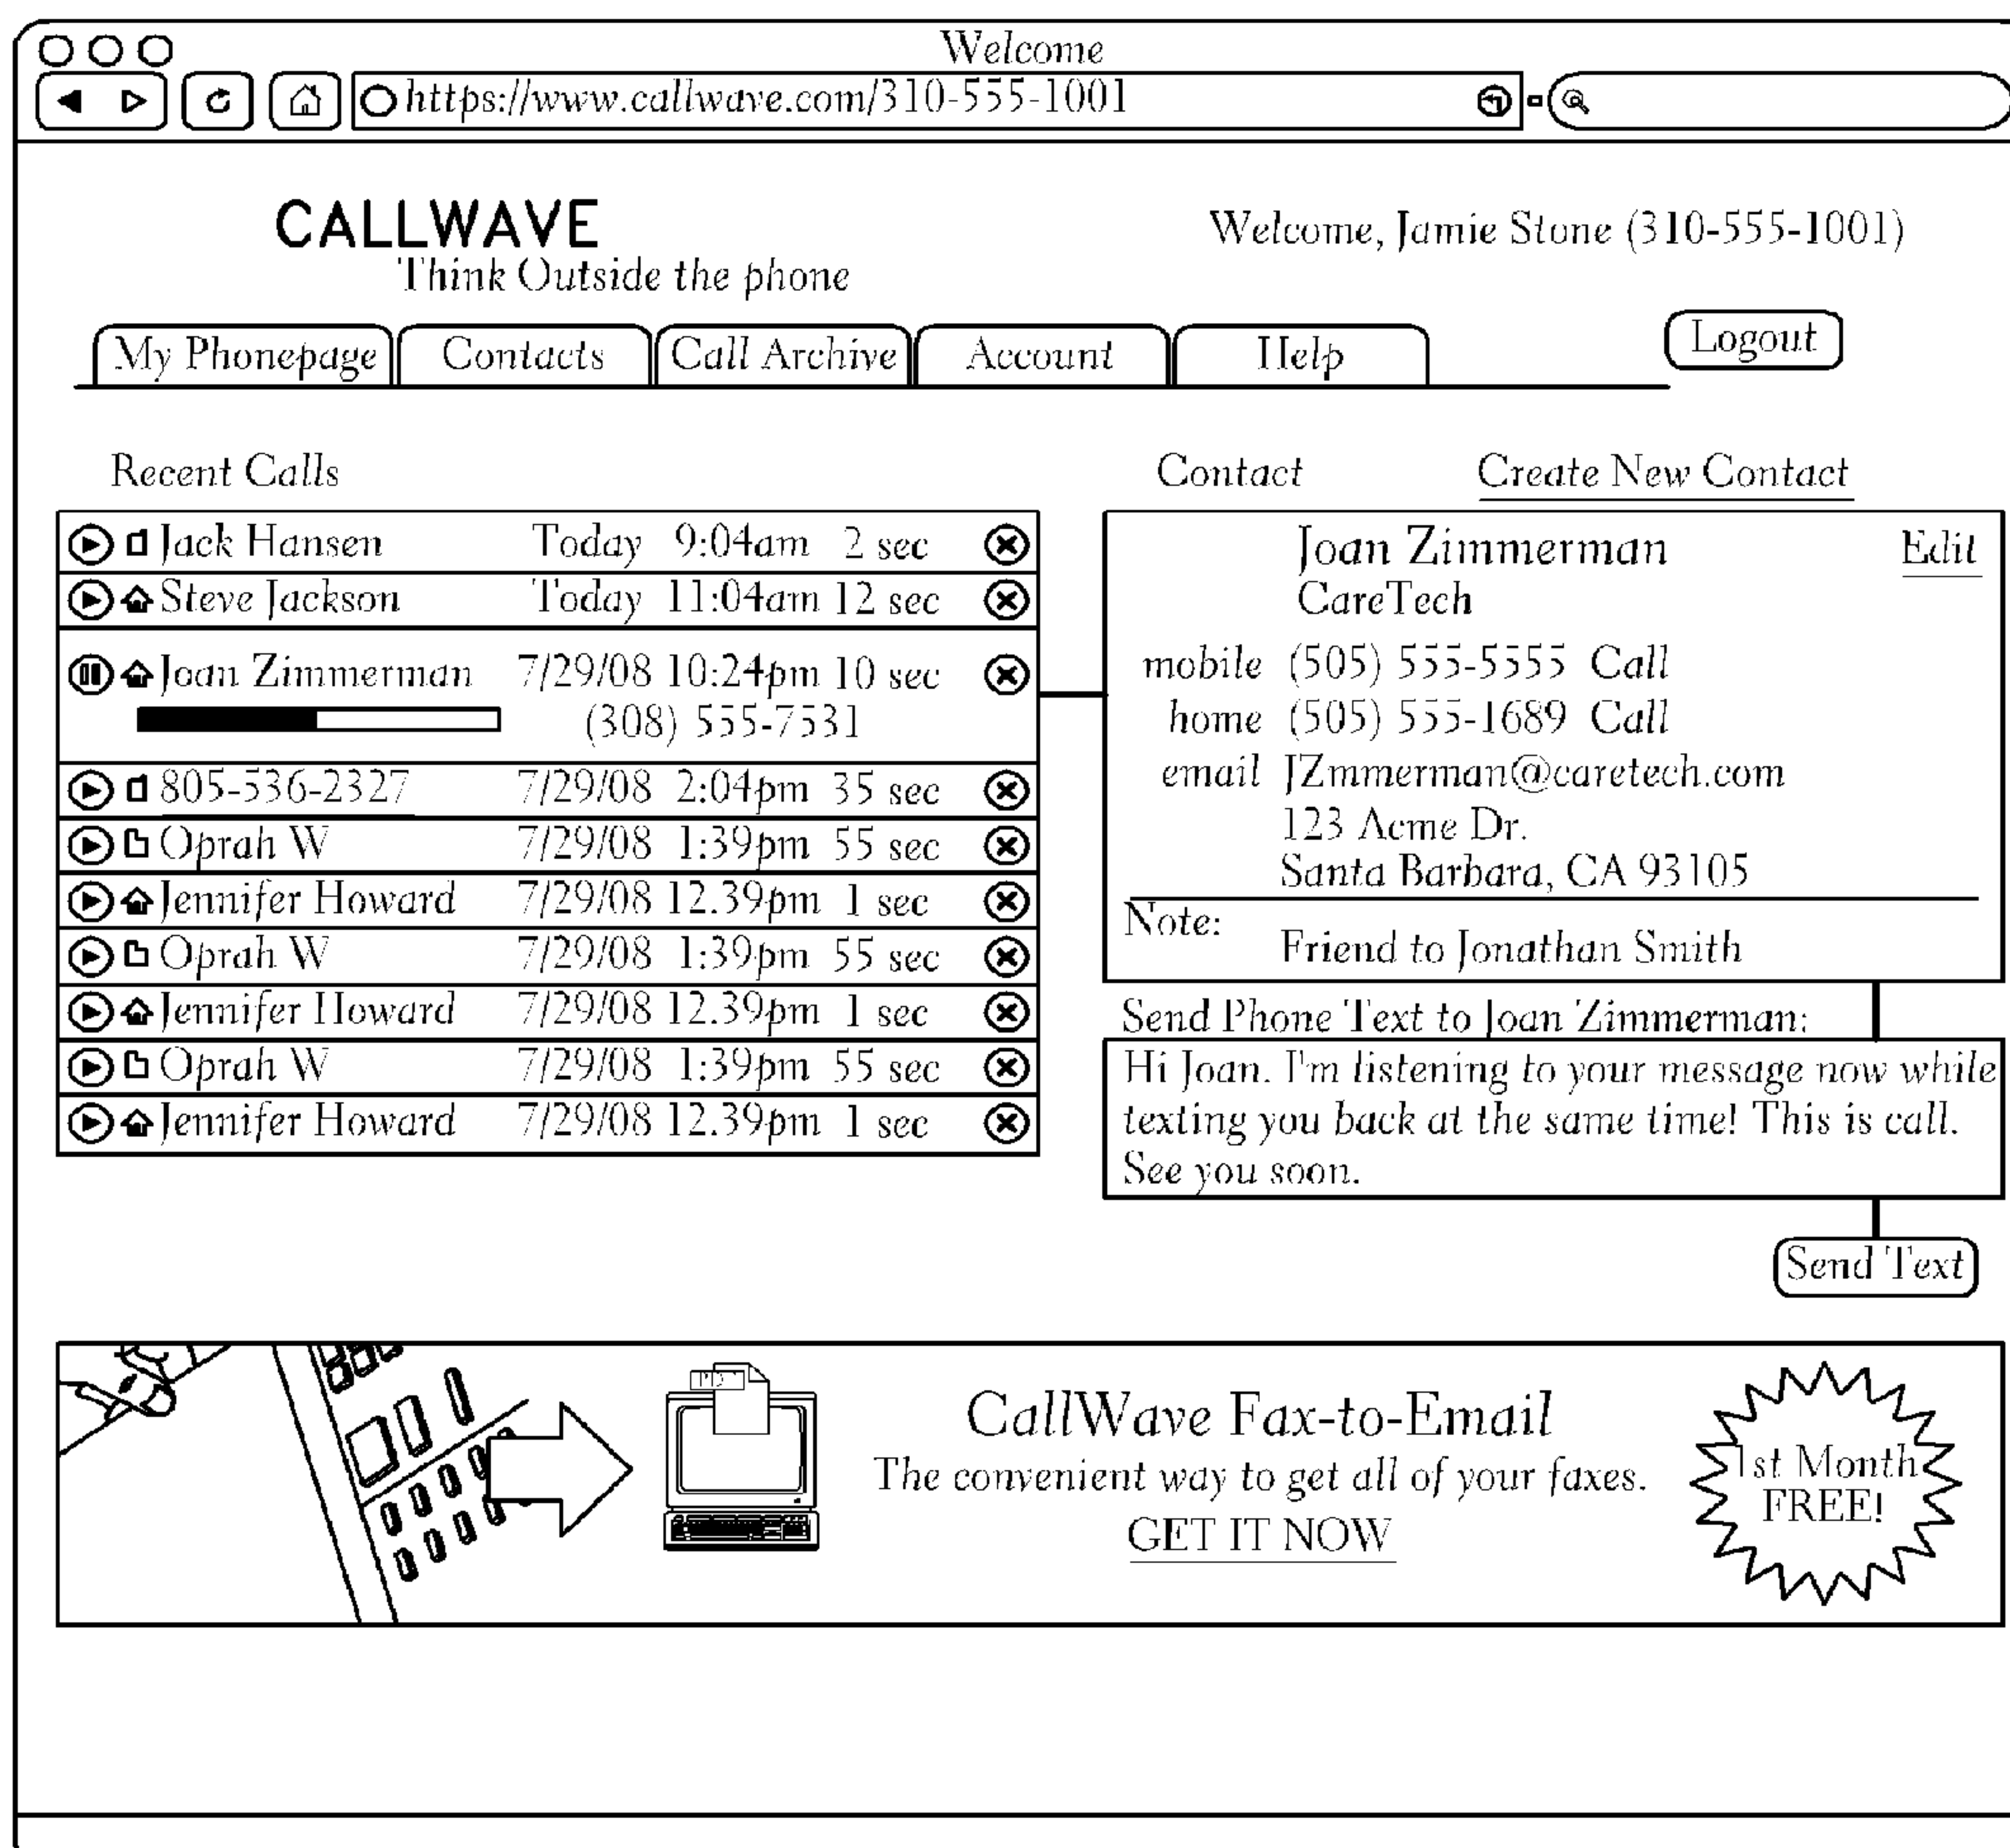 Welcome
https://www.callwave.com/310-555-1001
CALLWAVE
Think Outside the phone
Welcome, Jamie Stone (310-555-1001)
My Phonepage Contacts Call Archive Account Help Logout
Recent Calls
Jack Hansen Today 9:04am 2 sec
Steve Jackson Today 11:04am 12 sec
Joan Zimmerman 7/29/08 10:24pm 10 sec
(308) 555-7531
805-536-2327 7/29/08 2:04pm 35 sec
Oprah W 7/29/08 1:39pm 55 sec
Jennifer Howard 7/29/08 12.39pm 1 sec
Oprah W 7/29/08 1:39pm 55 sec
Jennifer Howard 7/29/08 12.39pm 1 sec
Oprah W 7/29/08 1:39pm 55 sec
Jennifer Howard 7/29/08 12.39pm 1 sec
Contact Create New Contact
Joan Zimmerman Edit
CareTech
mobile (505) 555-5555 Call
home (505) 555-1689 Call
email JZmmerman@caretech.com
123 Acme Dr.
Santa Barbara, CA 93105
Note:
Friend to Jonathan Smith
Send Phone Text to Joan Zimmerman:
Hi Joan. I'm listening to your message now while
texting you back at the same time! This is call.
See you soon.
Send Text
PDF
CallWave Fax-to-Email
The convenient way to get all of your faxes.
GET IT NOW
1st Month
FREE!